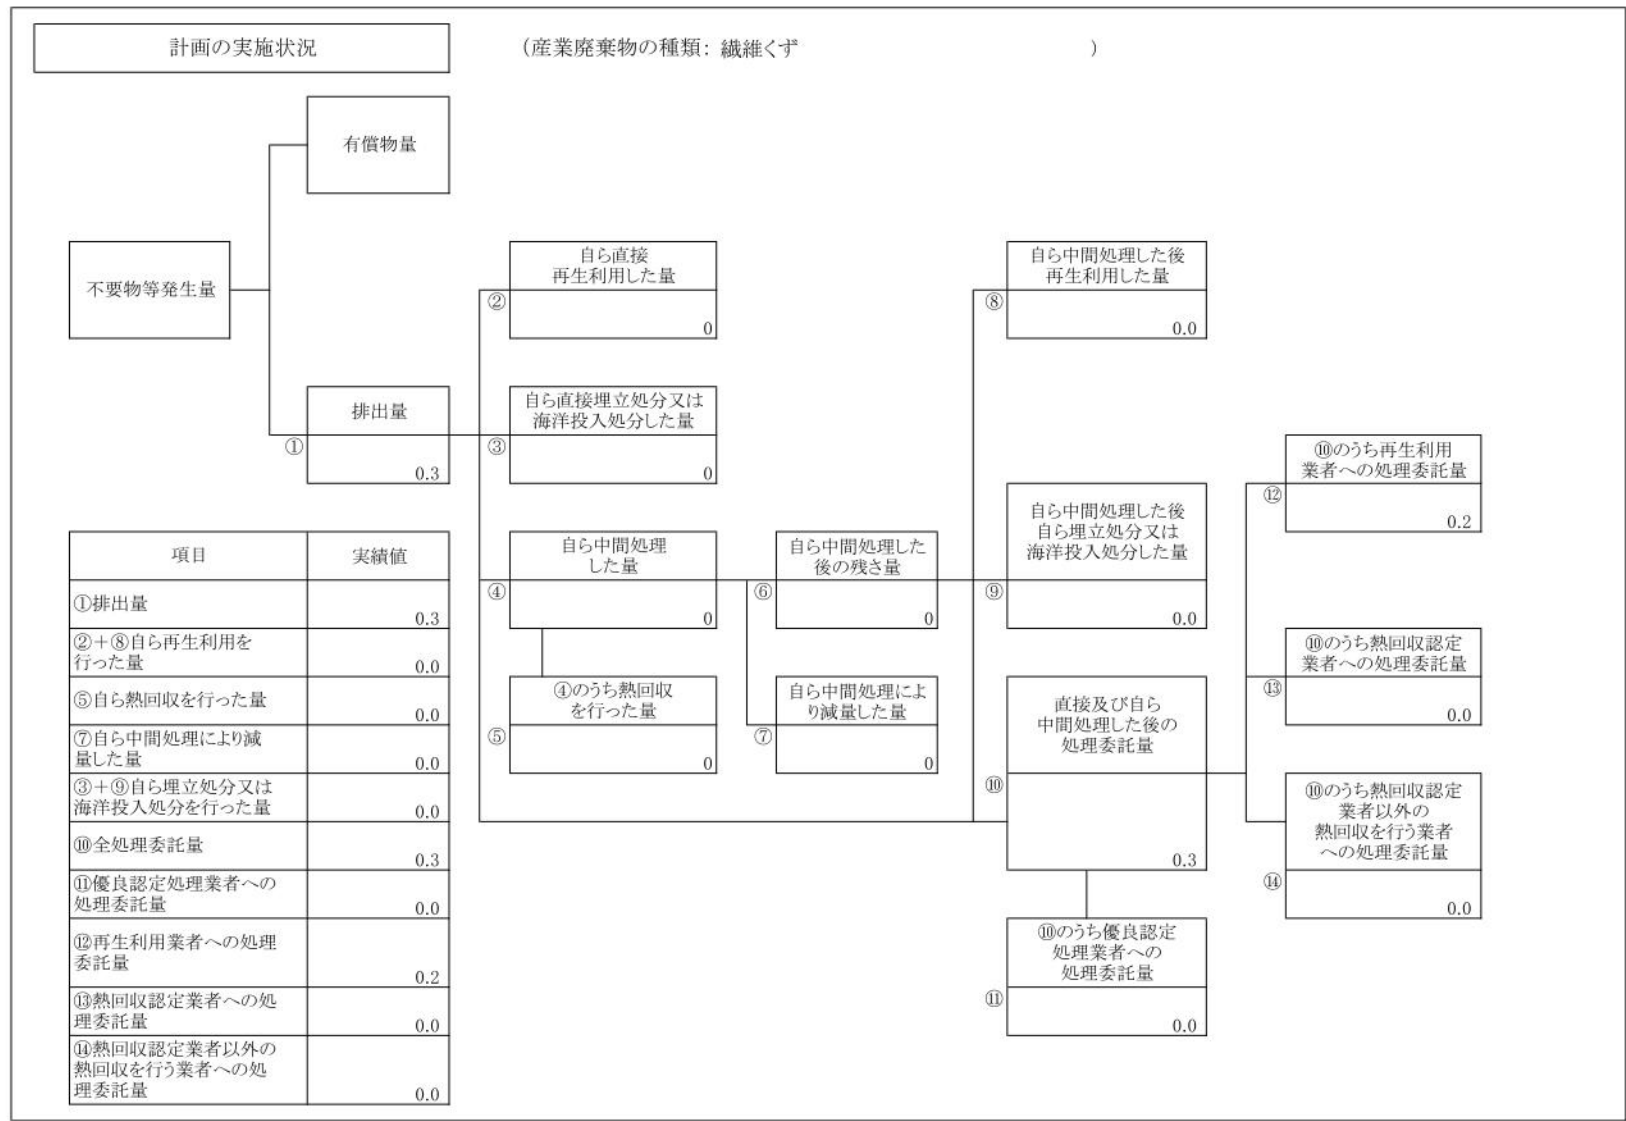 計画の実施状況
(産業廃棄物の種類: 繊維くず )
有償物量
不要物等発生量
自ら直接
再生利用した量
②
0
自ら中間処理した後
再生利用した量
⑧
0.0
排出量
①
0.3
自ら直接埋立処分又は
海洋投入処分した量
③
0
⑩のうち再生利用
業者への処理委託量
⑫
0.2
自ら中間処理
した量
④
0
自ら中間処理した
後の残さ量
⑥
0
自ら中間処理した後
自ら埋立処分又は
海洋投入処分した量
⑨
0.0
⑩のうち熱回収認定
業者への処理委託量
⑬
0.0
④のうち熱回収
を行った量
⑤
0
自ら中間処理によ
り減量した量
⑦
0
直接及び自ら
中間処理した後の
処理委託量
⑩
0.3
⑩のうち熱回収認定
業者以外の
熱回収を行う業者
への処理委託量
⑭
0.0
⑩のうち優良認定
処理業者への
処理委託量
⑪
0.0
項目 実績値
①排出量
0.3
②+⑧自ら再生利用を
行った量
0.0
⑤自ら熱回収を行った量
0.0
⑦自ら中間処理により減
量した量
0.0
③+⑨自ら埋立処分又は
海洋投入処分を行った量
0.0
⑩全処理委託量
0.3
⑪優良認定処理業者への
処理委託量
0.0
⑫再生利用業者への処理
委託量
0.2
⑬熱回収認定業者への処
理委託量
0.0
⑭熱回収認定業者以外の
熱回収を行う業者への処
理委託量
0.0